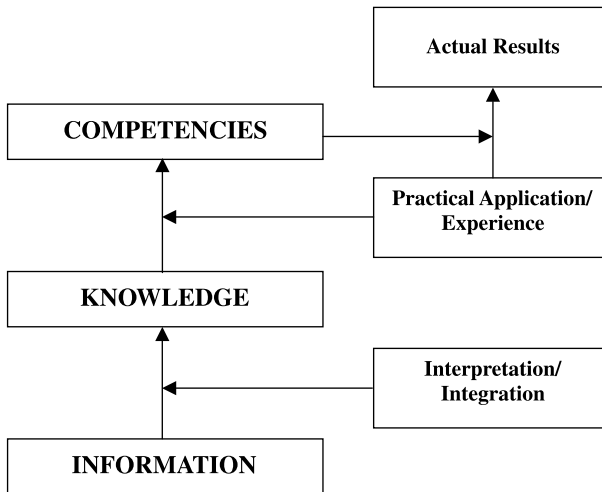 Actual Results
COMPETENCIES
Practical Application/
Experience
KNOWLEDGE
Interpretation/
Integration
INFORMATION